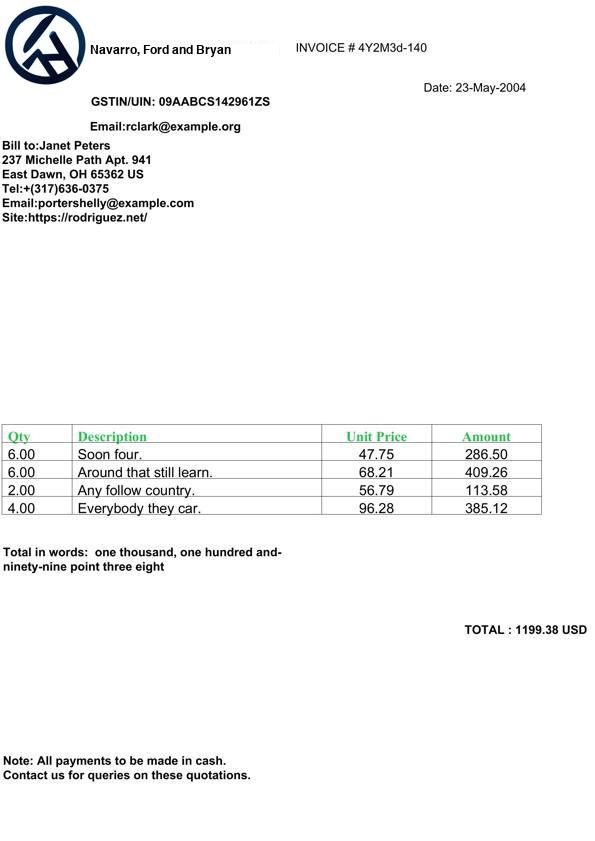 Navarro, Ford and Bryan
INVOICE # 4Y2M3d-140
Date: 23-May-2004
GSTIN/UIN: 09AABCS142961ZS
Email:rclark@example.org
Bill to:Janet Peters
237 Michelle Path Apt. 941
East Dawn, OH 65362 US
Tel:+(317)636-0375
Email:portershelly@example.com
Site:https://rodriguez.net/
Qty Description Unit Price Amount
6.00 Soon four. 47.75 286.50
6.00 Around that still learn. 68.21 409.26
2.00 Any follow country. 56.79 113.58
4.00 Everybody they car. 96.28 385.12
Total in words: one thousand, one hundred and-
ninety-nine point three eight
TOTAL : 1199.38 USD
Note: All payments to be made in cash.
Contact us for queries on these quotations.